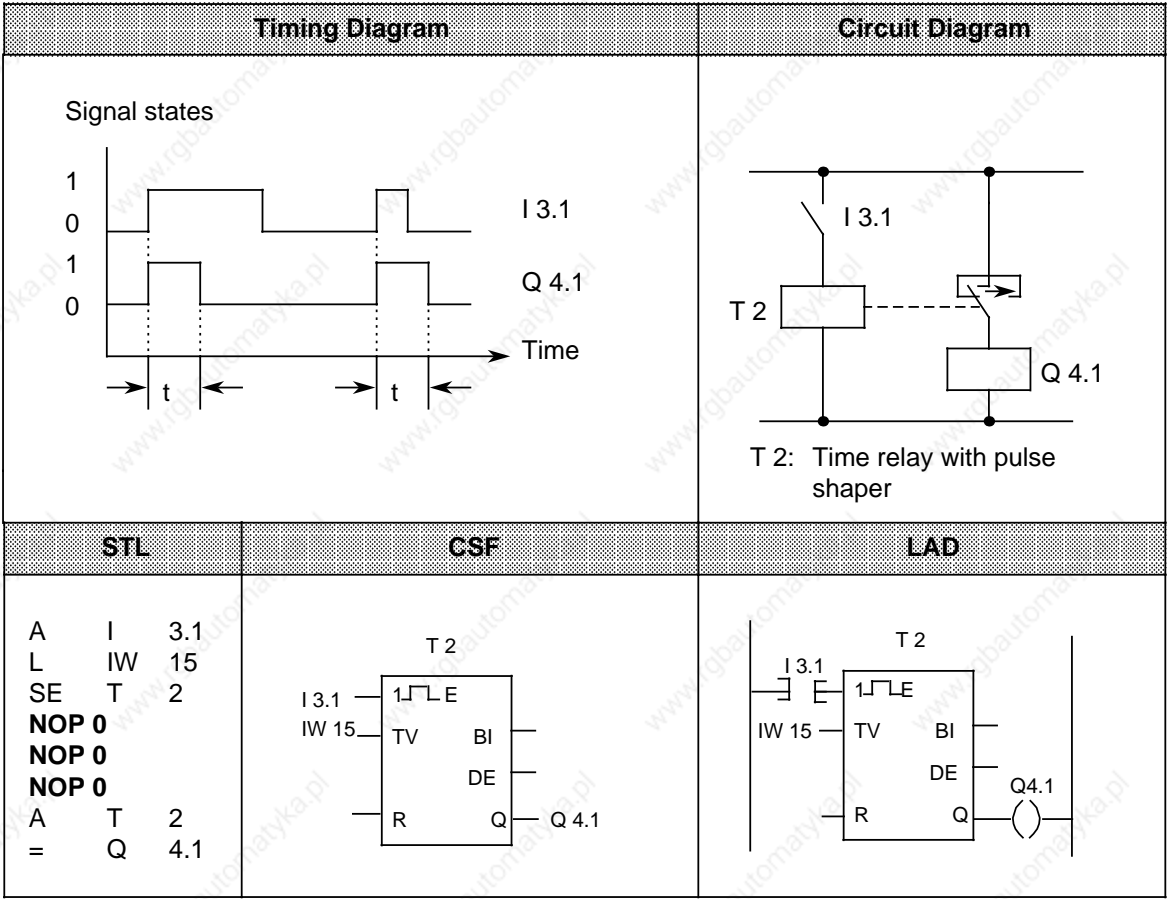 Timing Diagram
Circuit Diagram
Signal states
1
0
I 3.1
1
0
Q 4.1
Time
t
t
I 3.1
T 2
Q 4.1
T 2: Time relay with pulse
shaper
STL
CSF
LAD
A I 3.1
L IW 15
SE T 2
NOP 0
NOP 0
NOP 0
A T 2
= Q 4.1
T 2
I 3.1 1 E
IW 15 TV BI
DE
R Q Q 4.1
T 2
I 3.1
1 E
IW 15 TV BI
DE
Q4.1
R Q
www.rgbautomatyka.pl